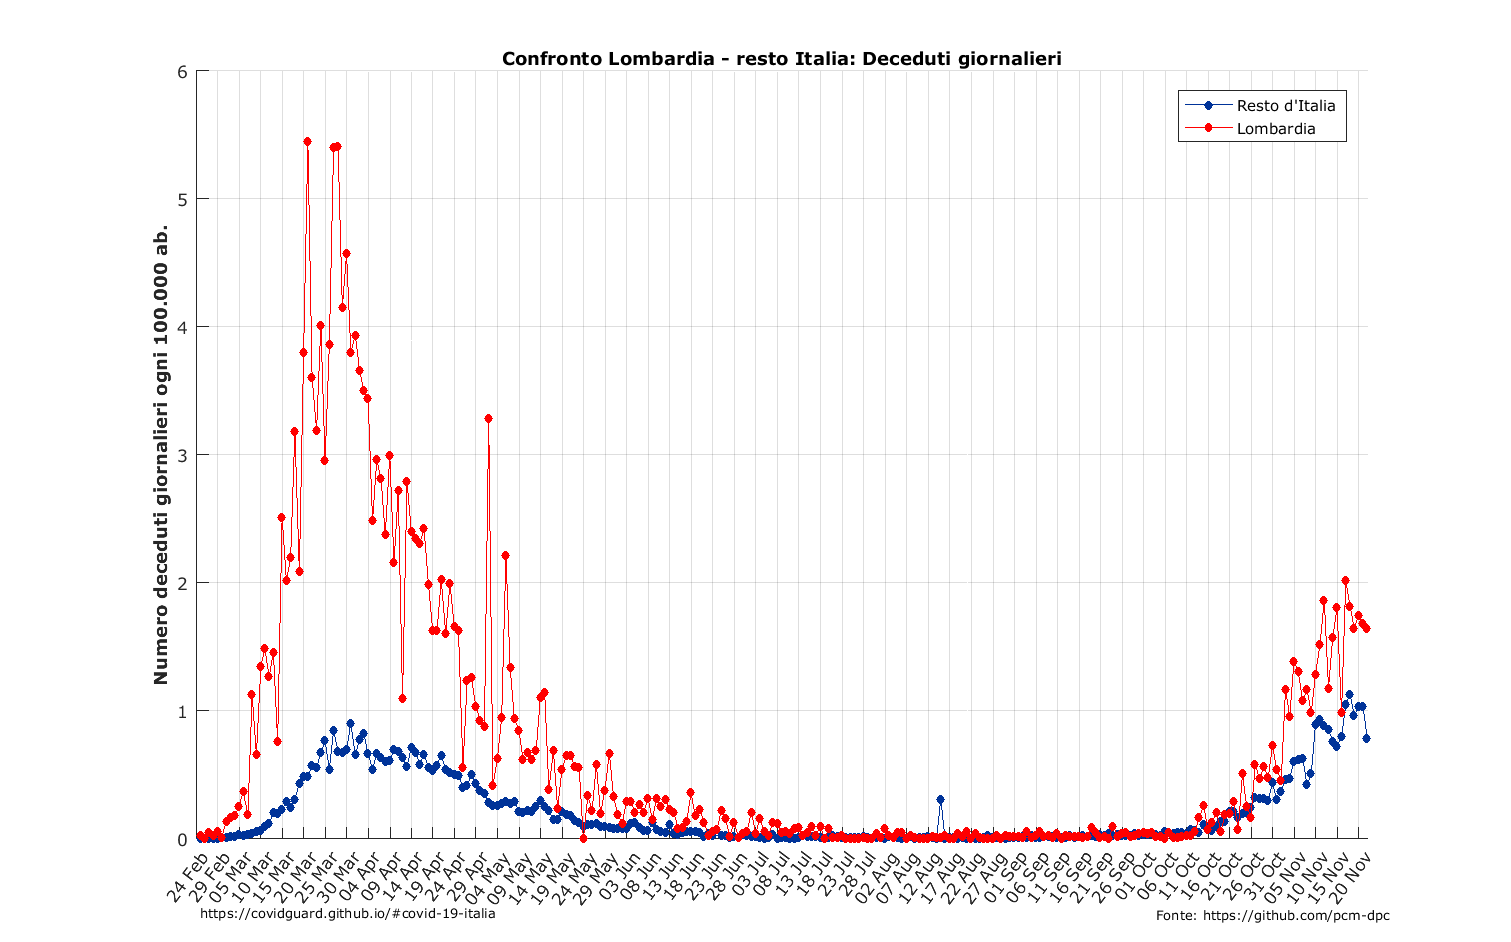 Confronto Lombardia - resto Italia: Deceduti giornalieri
Numero deceduti giornalieri ogni 100.000 ab.
6
5
4
3
2
1
0
Resto d'Italia
Lombardia
24 Feb
29 Feb
05 Mar
10 Mar
15 Mar
20 Mar
25 Mar
30 Mar
04 Apr
09 Apr
14 Apr
19 Apr
24 Apr
29 Apr
04 May
09 May
14 May
19 May
24 May
29 May
03 Jun
08 Jun
13 Jun
18 Jun
23 Jun
28 Jun
03 Jul
08 Jul
13 Jul
18 Jul
23 Jul
28 Jul
02 Aug
07 Aug
12 Aug
17 Aug
22 Aug
27 Aug
01 Sep
06 Sep
11 Sep
16 Sep
21 Sep
26 Sep
01 Oct
06 Oct
11 Oct
16 Oct
21 Oct
26 Oct
31 Oct
05 Nov
10 Nov
15 Nov
20 Nov
https://covidguard.github.io/#covid-19-italia
Fonte: https://github.com/pcm-dpc